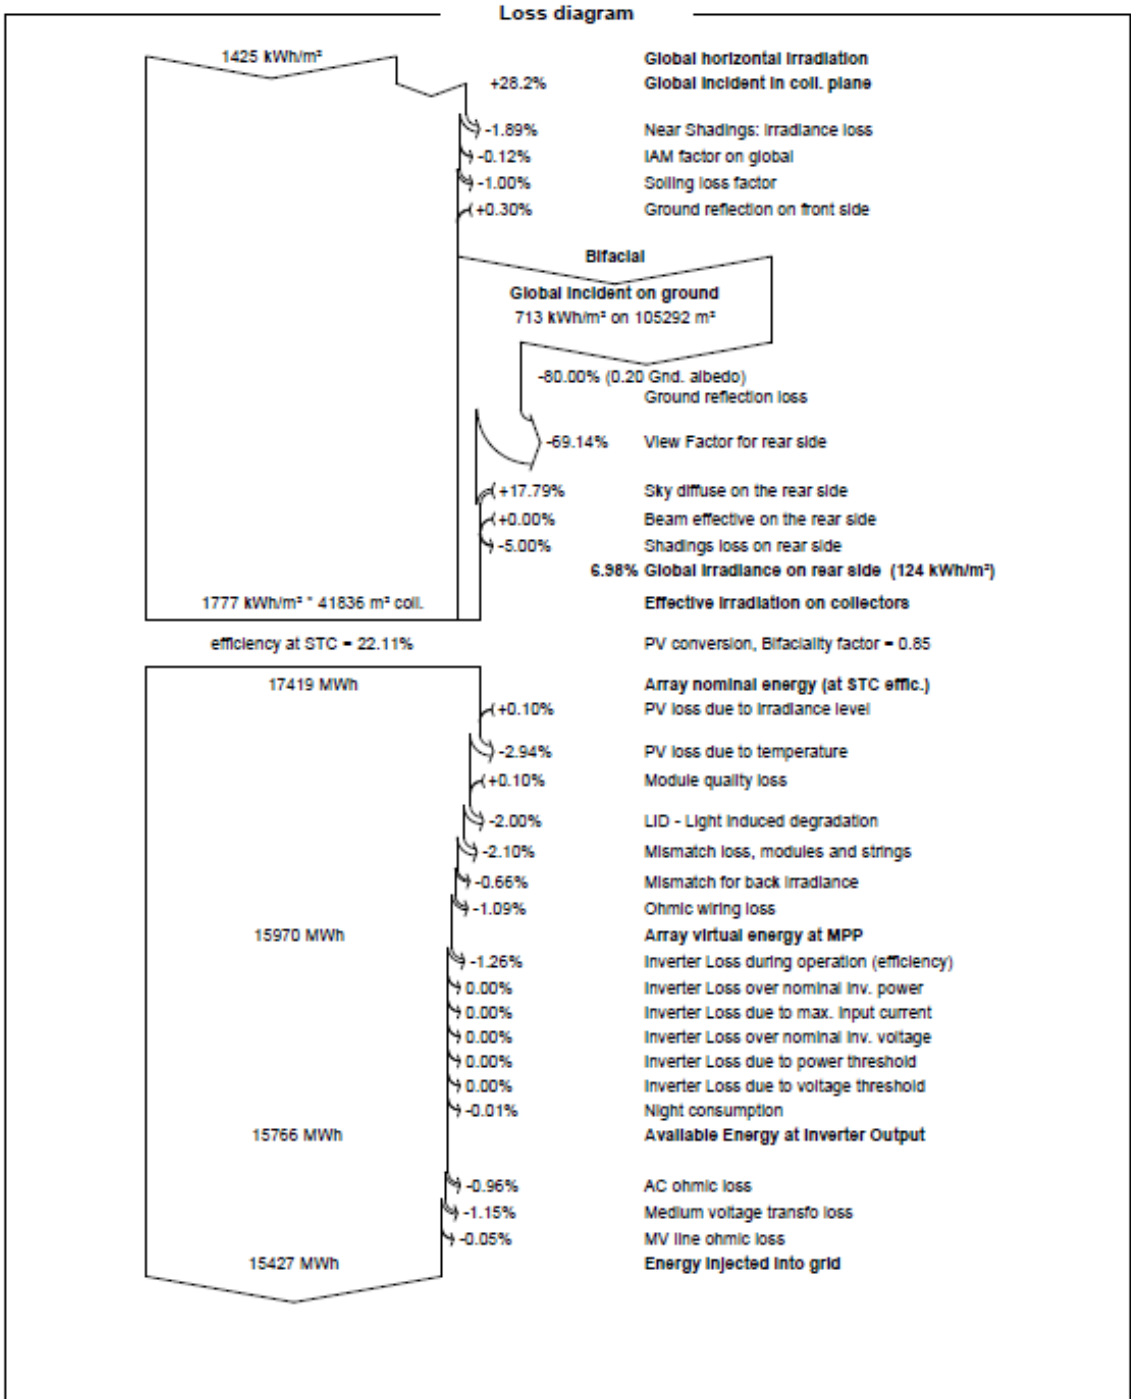 Loss diagram
1425 kWh/m² Global horizontal irradiation
+28.2% Global incident in coll. plane
-1.89% Near Shadings: irradiance loss
-0.12% IAM factor on global
-1.00% Soiling loss factor
+0.30% Ground reflection on front side
Bifacial
Global incident on ground
713 kWh/m² on 105292 m²
-80.00% (0.20 Gnd. albedo)
Ground reflection loss
-69.14% View Factor for rear side
+17.79% Sky diffuse on the rear side
+0.00% Beam effective on the rear side
-5.00% Shadings loss on rear side
6.98% Global Irradiance on rear side (124 kWh/m²)
1777 kWh/m² * 41836 m² coll. Effective irradiation on collectors
efficiency at STC = 22.11% PV conversion, Bifaciality factor = 0.85
17419 MWh Array nominal energy (at STC effic.)
+0.10% PV loss due to irradiance level
-2.94% PV loss due to temperature
+0.10% Module quality loss
-2.00% LID - Light induced degradation
-2.10% Mismatch loss, modules and strings
-0.66% Mismatch for back irradiance
-1.09% Ohmic wiring loss
15970 MWh Array virtual energy at MPP
-1.26% Inverter Loss during operation (efficiency)
0.00% Inverter Loss over nominal inv. power
0.00% Inverter Loss due to max. input current
0.00% Inverter Loss over nominal inv. voltage
0.00% Inverter Loss due to power threshold
0.00% Inverter Loss due to voltage threshold
-0.01% Night consumption
15766 MWh Available Energy at Inverter Output
-0.96% AC ohmic loss
-1.15% Medium voltage transfo loss
-0.05% MV line ohmic loss
15427 MWh Energy injected into grid